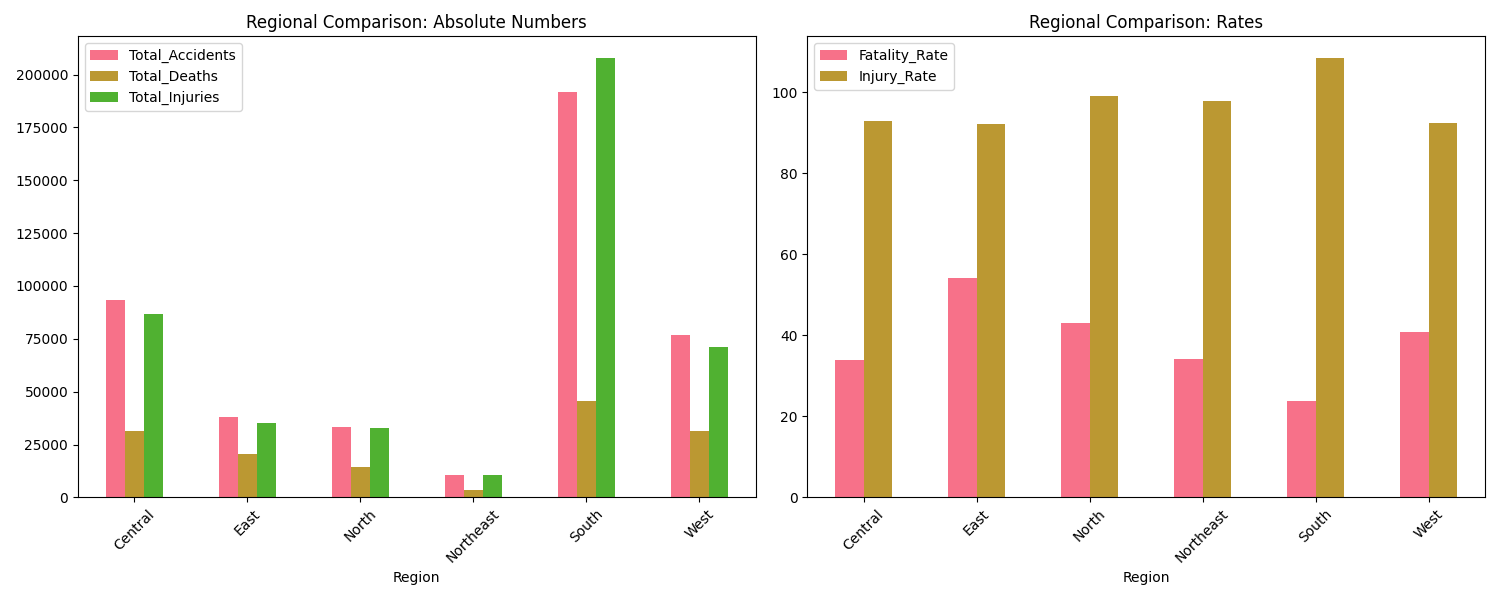 Regional Comparison: Absolute Numbers
Total_Accidents
Total_Deaths
Total_Injuries
200000
175000
150000
125000
100000
75000
50000
25000
0
Central
East
North
Northeast
South
West
Region
Regional Comparison: Rates
Fatality_Rate
Injury_Rate
100
80
60
40
20
0
Central
East
North
Northeast
South
West
Region